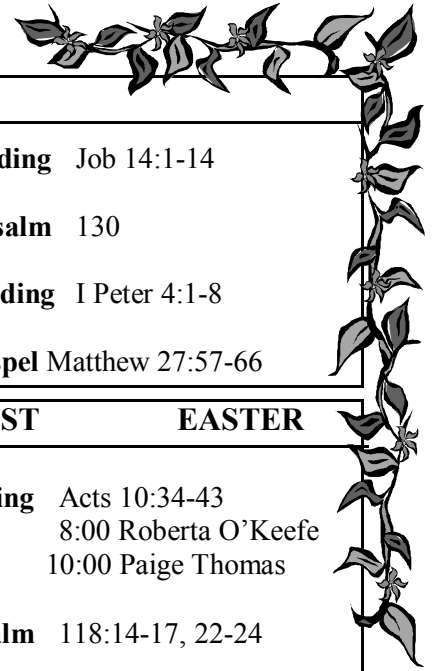 ding Job 14:1-14
salm 130
ding I Peter 4:1-8
spel Matthew 27:57-66
ST EASTER
ing Acts 10:34-43
8:00 Roberta O’Keefe
10:00 Paige Thomas
lm 118:14-17, 22-24